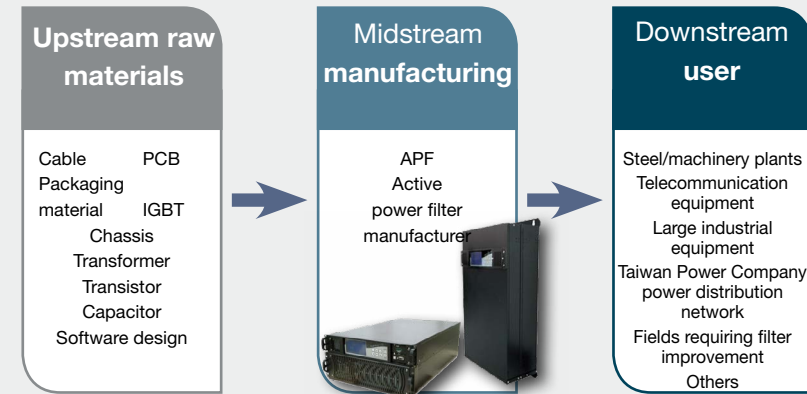 Upstream raw
materials
Cable PCB
Packaging
material IGBT
Chassis
Transformer
Transistor
Capacitor
Software design
Midstream
manufacturing
APF
Active
power filter
manufacturer
Downstream
user
Steel/machinery plants
Telecommunication
equipment
Large industrial
equipment
Taiwan Power Company
power distribution
network
Fields requiring filter
improvement
Others